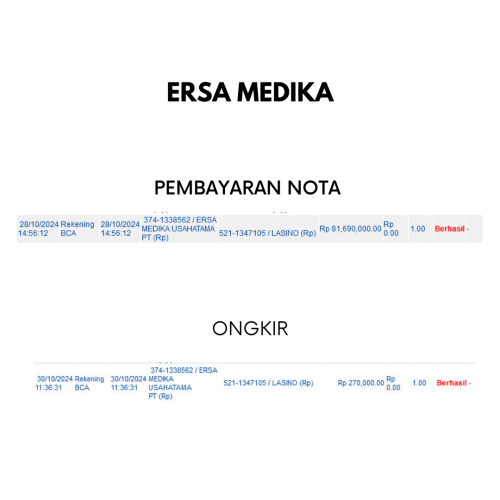 ERSA MEDIKA
PEMBAYARAN NOTA
28/10/2024 Rekening 28/10/2024 374-1338562 / ERSA Rp 81,690,000.00 Rp 1.00 Berhasil -
14:56:12 BCA 14:56:12 MEDIKA USAHATAMA 521-1347105 / LASINO (Rp) 0.00
PT (Rp)
ONGKIR
374-1338562 / ERSA
30/10/2024 Rekening 30/10/2024 MEDIKA 521-1347105 / LASINO (Rp) Rp 270,000.00 Rp 1.00 Berhasil -
11:36:31 BCA 11:36:31 USAHATAMA 0.00
PT (Rp)